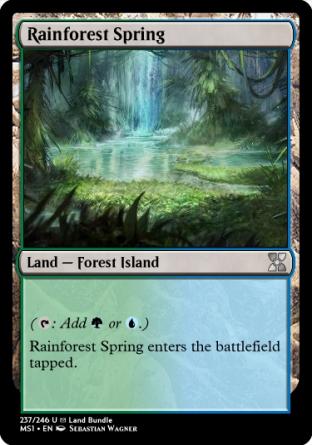 Rainforest Spring
Land — Forest Island
(: Add or .)
Rainforest Spring enters the battlefield
tapped.
237/246 U Land Bundle
MS1 • EN Sebastian Wagner